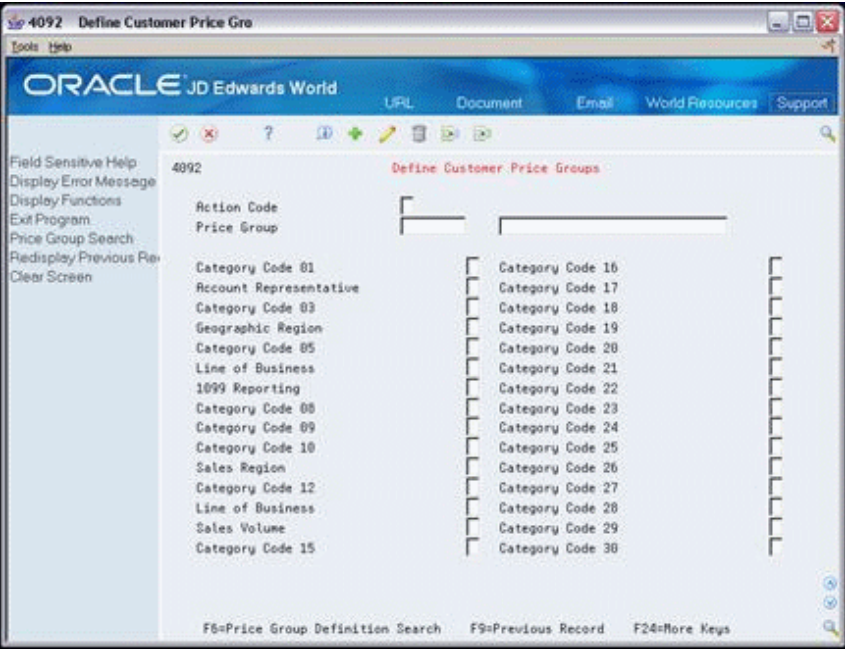 4092 Define Customer Price Gro
Tools Help
ORACLE JD Edwards World
URL Document Email World Resources Support
Field Sensitive Help
Display Error Message
Display Functions
Exit Program
Price Group Search
Redisplay Previous Re
Clear Screen
4092 Define Customer Price Groups
Action Code
Price Group
Category Code 01 Category Code 16
Account Representative Category Code 17
Category Code 03 Category Code 18
Geographic Region Category Code 19
Category Code 05 Category Code 20
Line of Business Category Code 21
1099 Reporting Category Code 22
Category Code 08 Category Code 23
Category Code 09 Category Code 24
Category Code 10 Category Code 25
Sales Region Category Code 26
Category Code 12 Category Code 27
Line of Business Category Code 28
Sales Volume Category Code 29
Category Code 15 Category Code 30
F6=Price Group Definition Search F9=Previous Record F24=More Keys